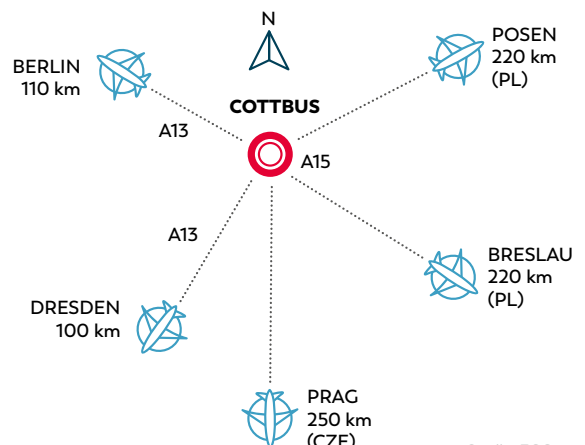 N
BERLIN
110 km
POSEN
220 km
(PL)
COTTBUS
A13
A15
A13
BRESLAU
220 km
(PL)
DRESDEN
100 km
PRAG
250 km
(CZE)